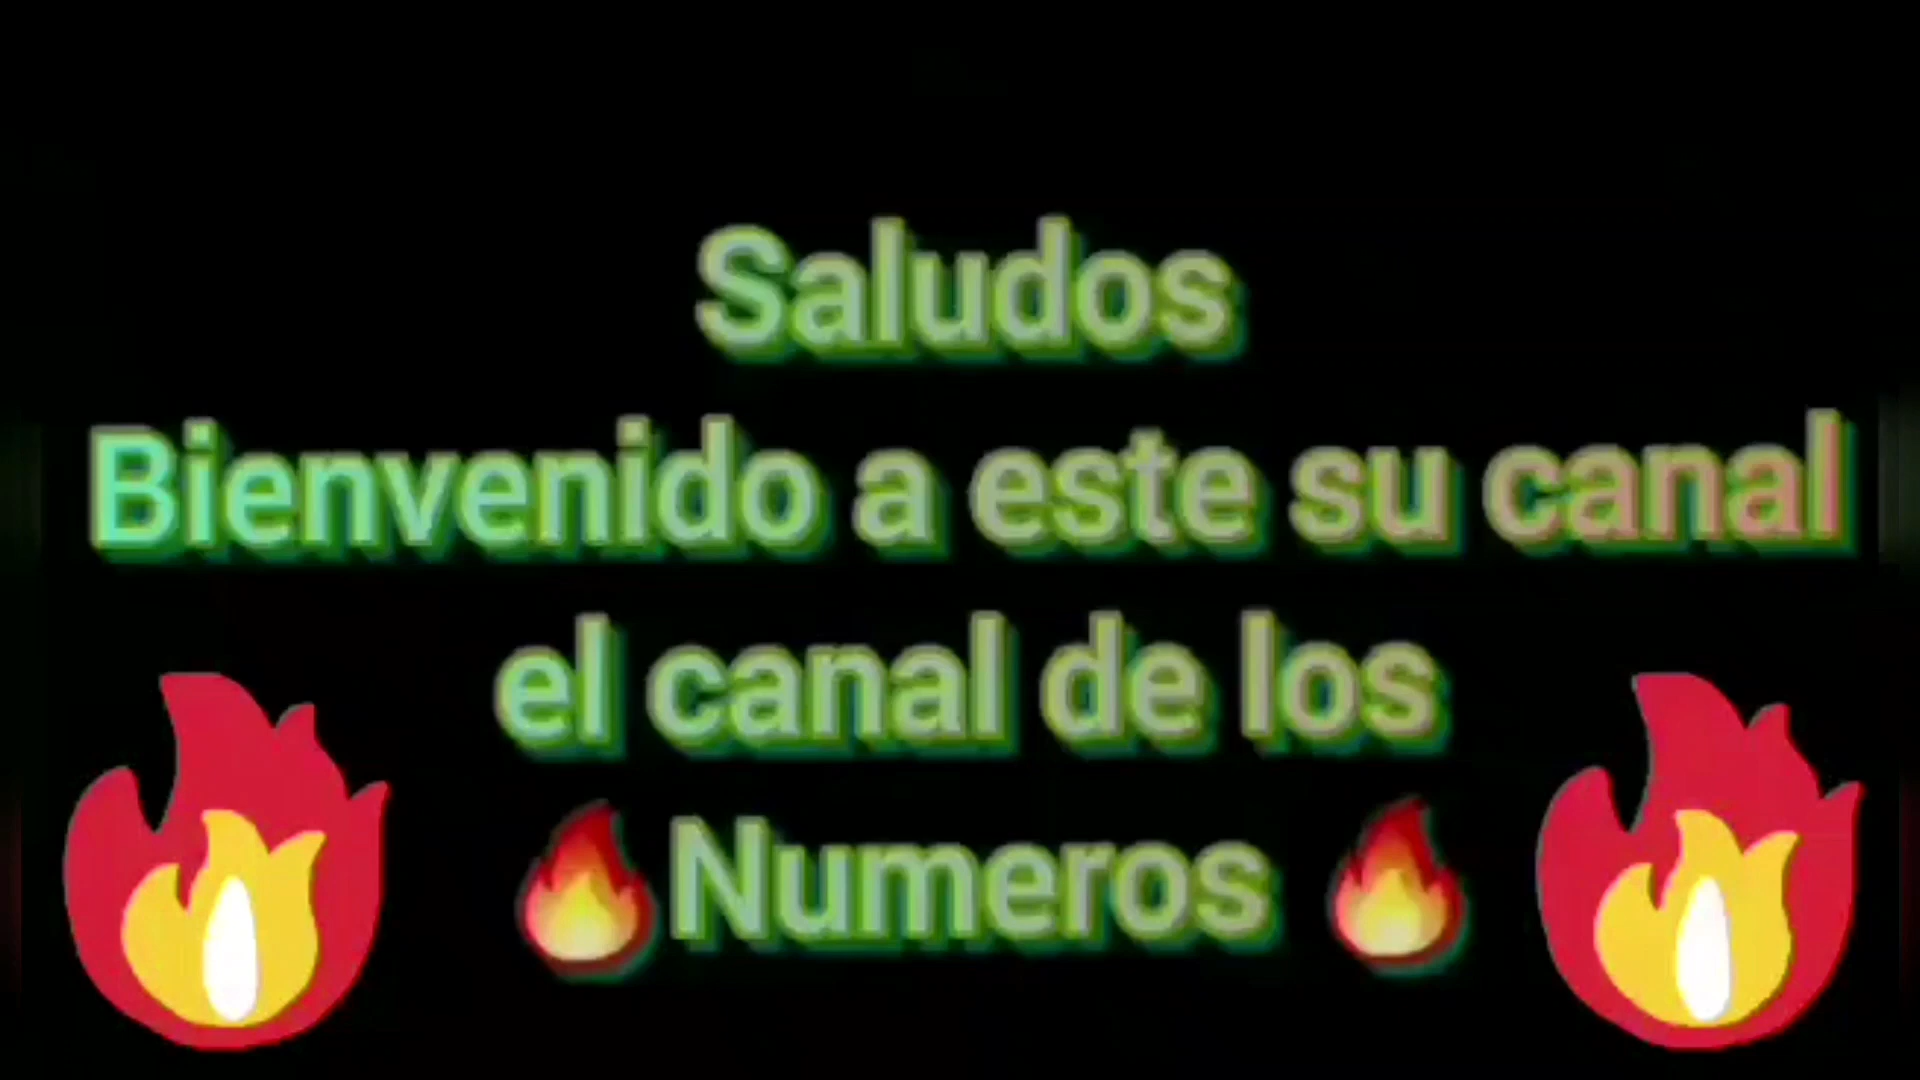 Saludos
Bienvenido a este su canal
el canal de los
🔥Numeros 🔥